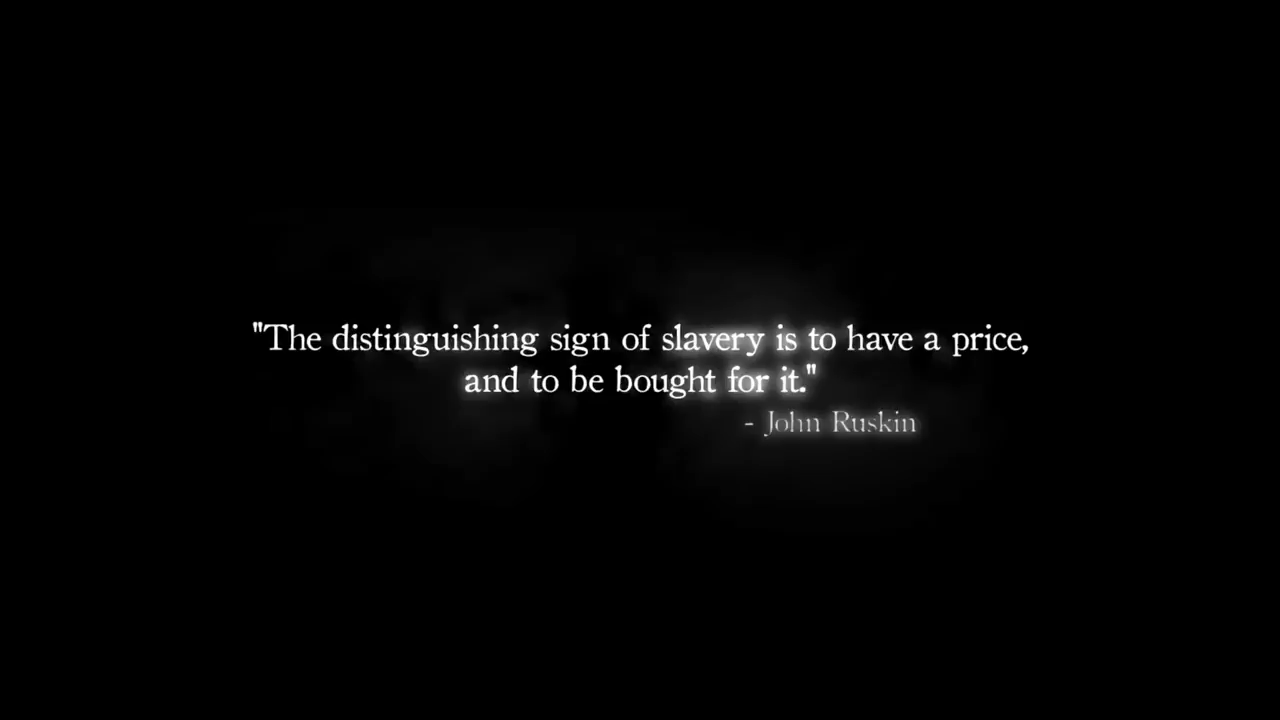 "The distinguishing sign of slavery is to have a price,
and to be bought for it."
- John Ruskin